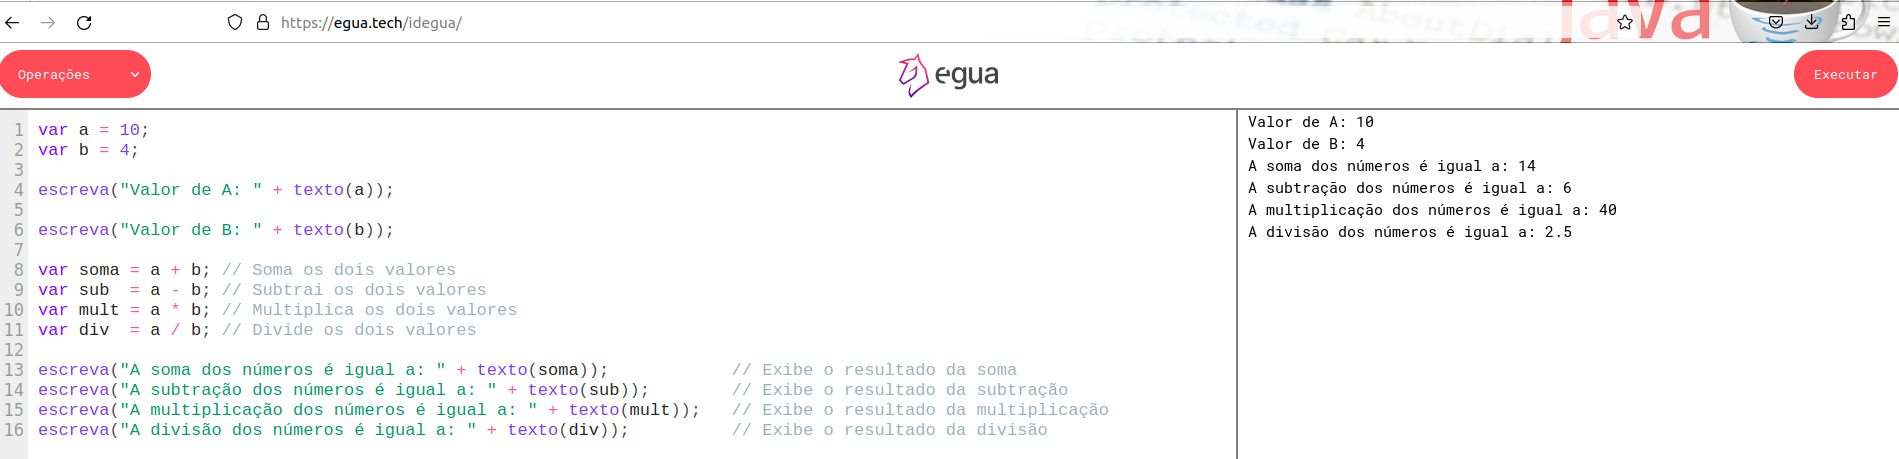 https://egua.tech/idegua/
Java
Operações
egua
Executar
1 var a = 10;
2 var b = 4;
3
4 escreva("Valor de A: " + texto(a));
5
6 escreva("Valor de B: " + texto(b));
7
8 var soma = a + b; // Soma os dois valores
9 var sub  = a - b; // Subtrai os dois valores
10 var mult = a * b; // Multiplica os dois valores
11 var div  = a / b; // Divide os dois valores
12
13 escreva("A soma dos números é igual a: " + texto(soma));            // Exibe o resultado da soma
14 escreva("A subtração dos números é igual a: " + texto(sub));        // Exibe o resultado da subtração
15 escreva("A multiplicação dos números é igual a: " + texto(mult));   // Exibe o resultado da multiplicação
16 escreva("A divisão dos números é igual a: " + texto(div));          // Exibe o resultado da divisão
Valor de A: 10
Valor de B: 4
A soma dos números é igual a: 14
A subtração dos números é igual a: 6
A multiplicação dos números é igual a: 40
A divisão dos números é igual a: 2.5